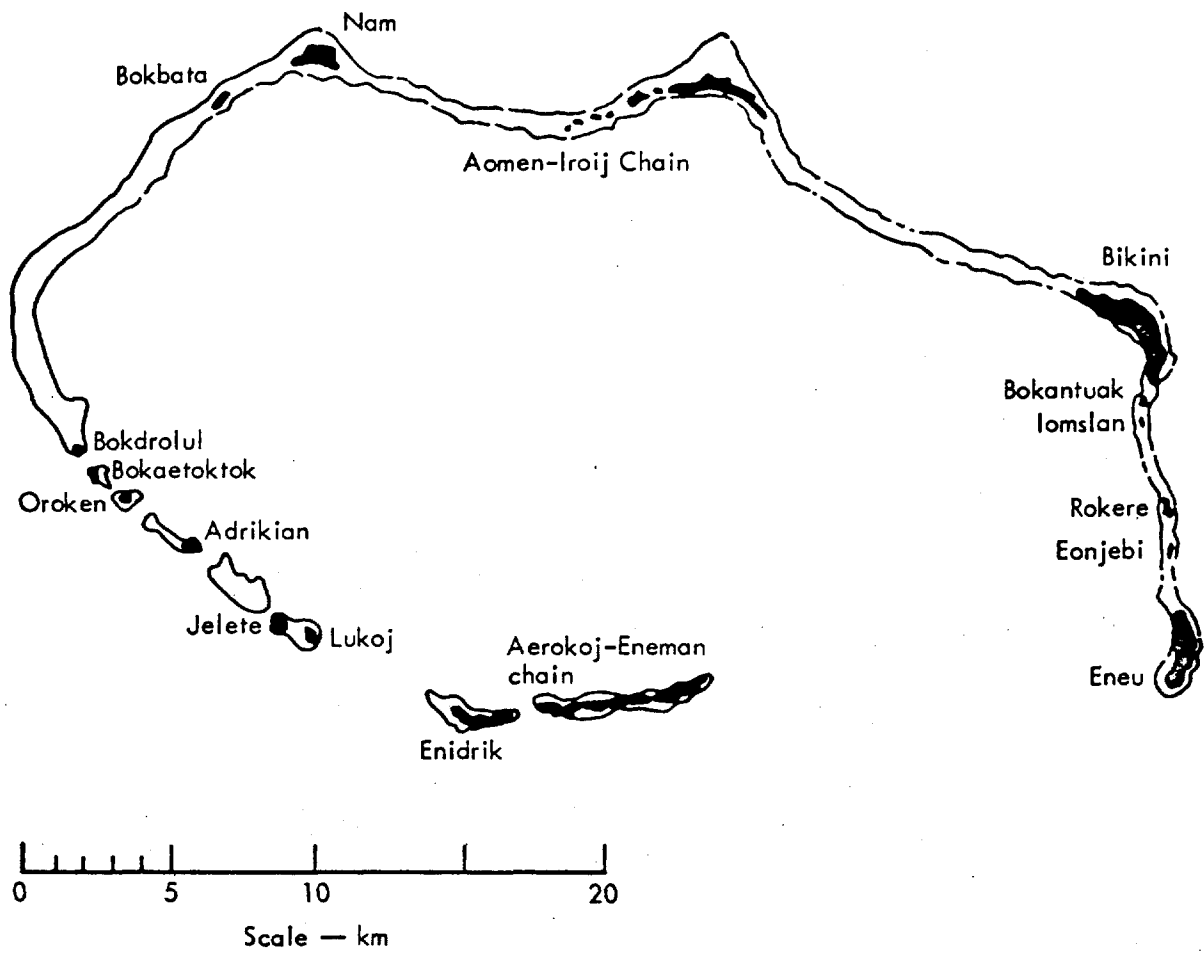 Nam
Bokbata
Aomen-Iroij Chain
Bikini
Bokantuak
Iomslan
Bokdrolul
Bokaetoktok
Oroken
Rokere
Adrikian
Eonjebi
Jelete
Lukoj
Aerokoj-Eneman
chain
Eneu
Enidrik
0 5 10 20
Scale — km